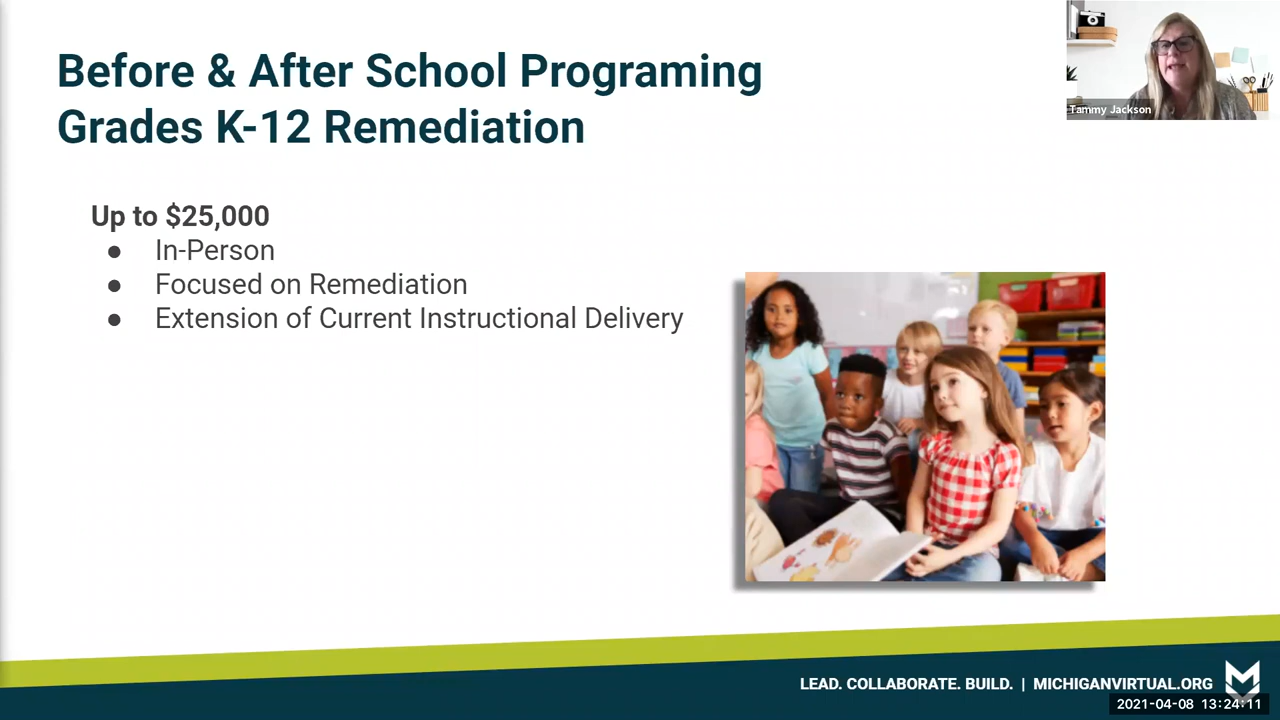 Before & After School Programing
Grades K-12 Remediation
Tammy Jackson
Up to $25,000
● In-Person
● Focused on Remediation
● Extension of Current Instructional Delivery
LEAD. COLLABORATE. BUILD. | MICHIGANVIRTUAL.ORG
2021-04-08 13:24:11